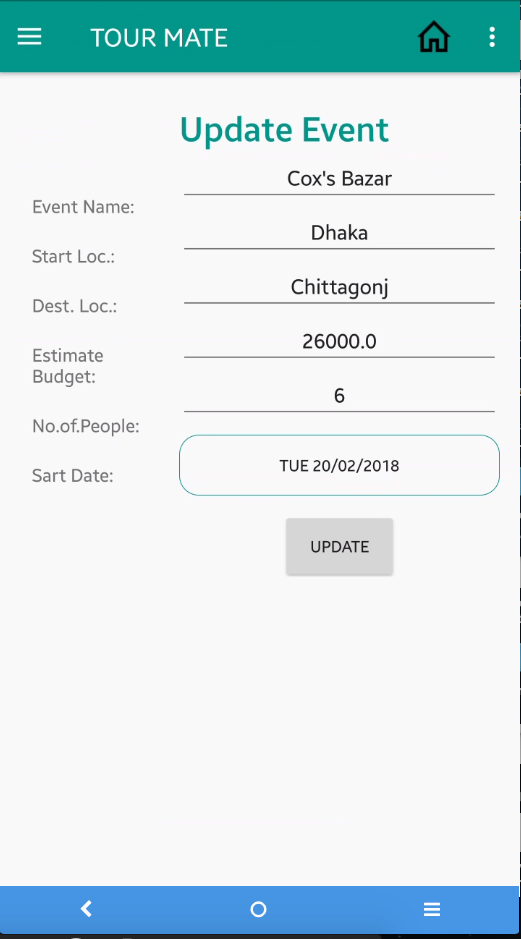 TOUR MATE
Update Event
Cox's Bazar
Event Name:
Dhaka
Start Loc.:
Chittagonj
Dest. Loc.:
26000.0
Estimate
Budget:
6
No.of.People:
TUE 20/02/2018
Sart Date:
UPDATE